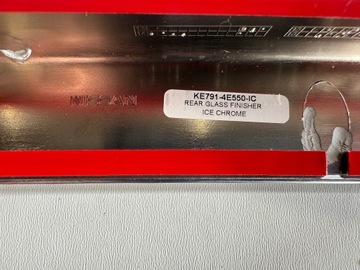 NISSAN
KE791-4E550-IC
REAR GLASS FINISHER
ICE CHROME